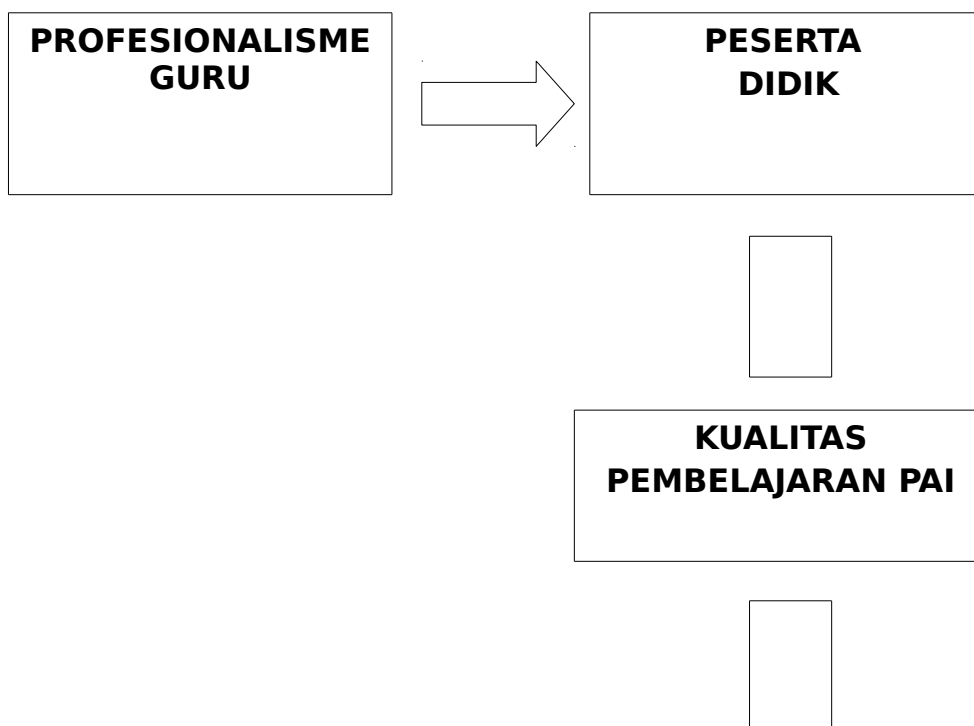 PROFESIONALISME
GURU
PESERTA
DIDIK
KUALITAS
PEMBELAJARAN PAI